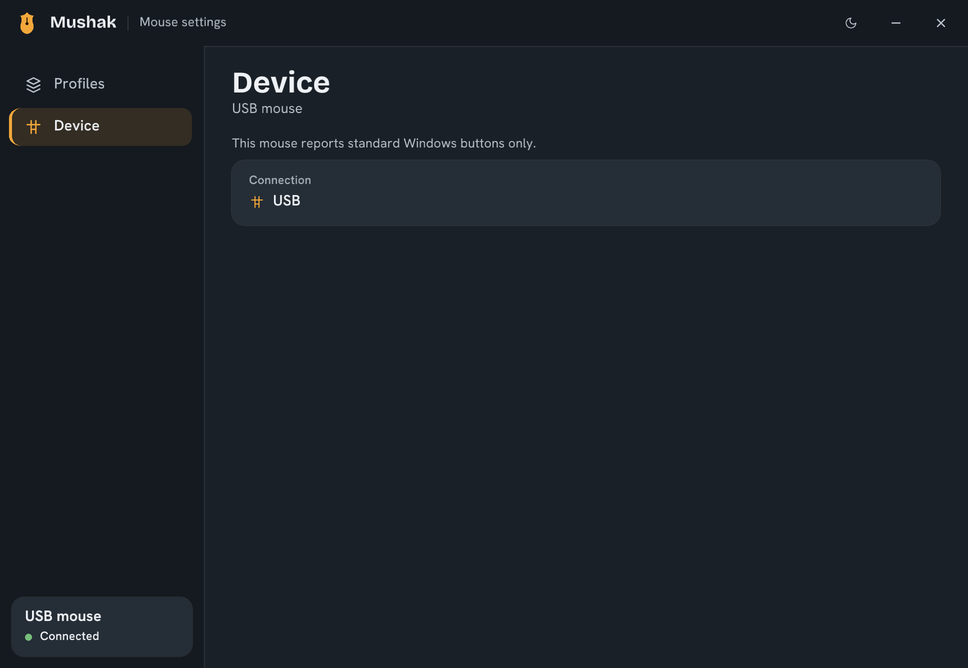 Mushak
Mouse settings
Profiles
Device
Device
USB mouse
This mouse reports standard Windows buttons only.
Connection
USB
USB mouse
Connected